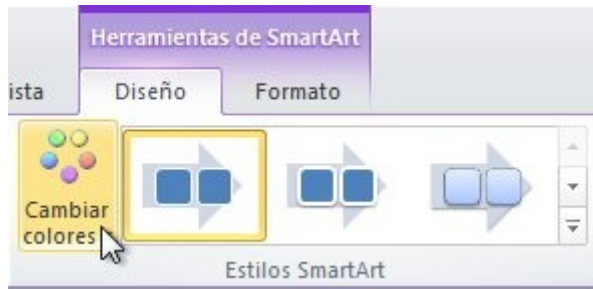 Herramientas de SmartArt
ista Diseño Formato
Cambiar
colores
Estilos SmartArt